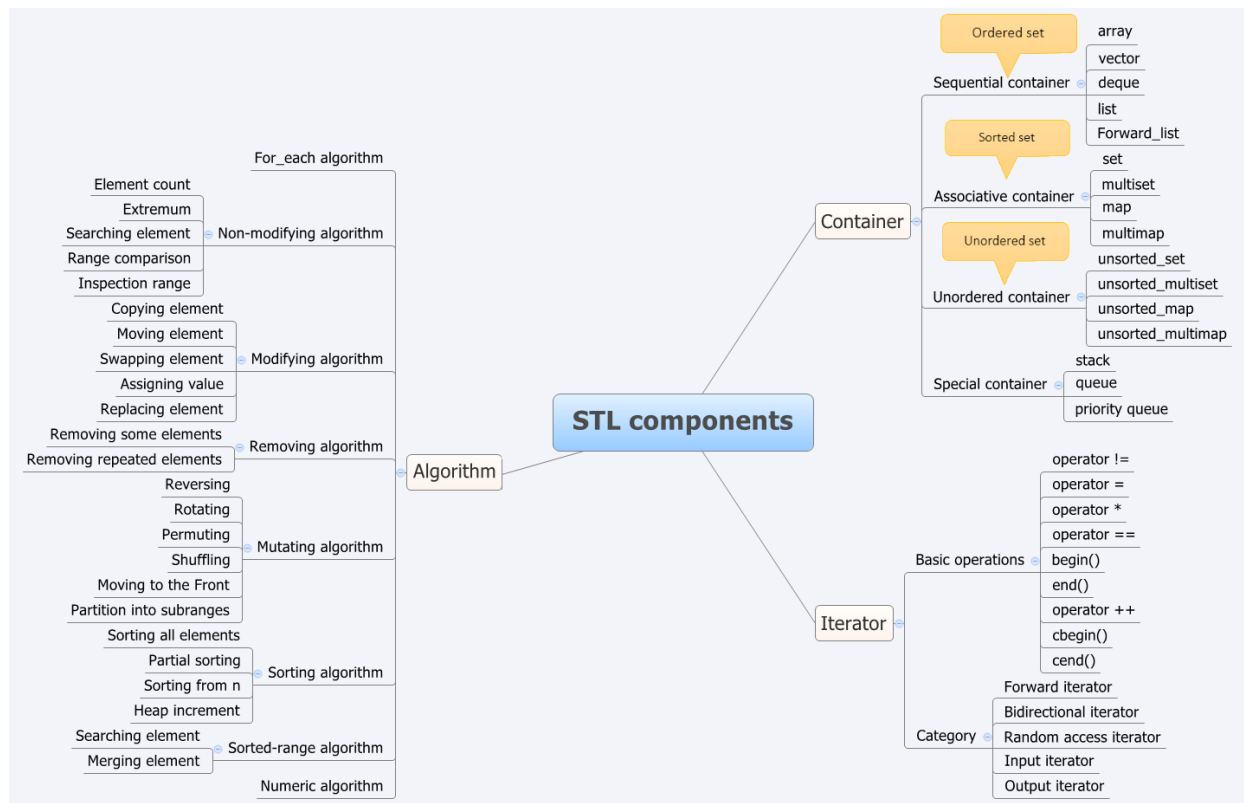 STL components
Algorithm
For_each algorithm
Non-modifying algorithm
Element count
Extremum
Searching element
Range comparison
Inspection range
Modifying algorithm
Copying element
Moving element
Swapping element
Assigning value
Replacing element
Removing algorithm
Removing some elements
Removing repeated elements
Mutating algorithm
Reversing
Rotating
Permuting
Shuffling
Moving to the Front
Partition into subranges
Sorting algorithm
Sorting all elements
Partial sorting
Sorting from n
Heap increment
Sorted-range algorithm
Searching element
Merging element
Numeric algorithm
Container
Ordered set
Sequential container
array
vector
deque
list
Forward_list
Sorted set
Associative container
set
multiset
map
multimap
Unordered set
Unordered container
unsorted_set
unsorted_multiset
unsorted_map
unsorted_multimap
Special container
stack
queue
priority queue
Iterator
Basic operations
operator !=
operator =
operator *
operator ==
begin()
end()
operator ++
cbegin()
cend()
Category
Forward iterator
Bidirectional iterator
Random access iterator
Input iterator
Output iterator